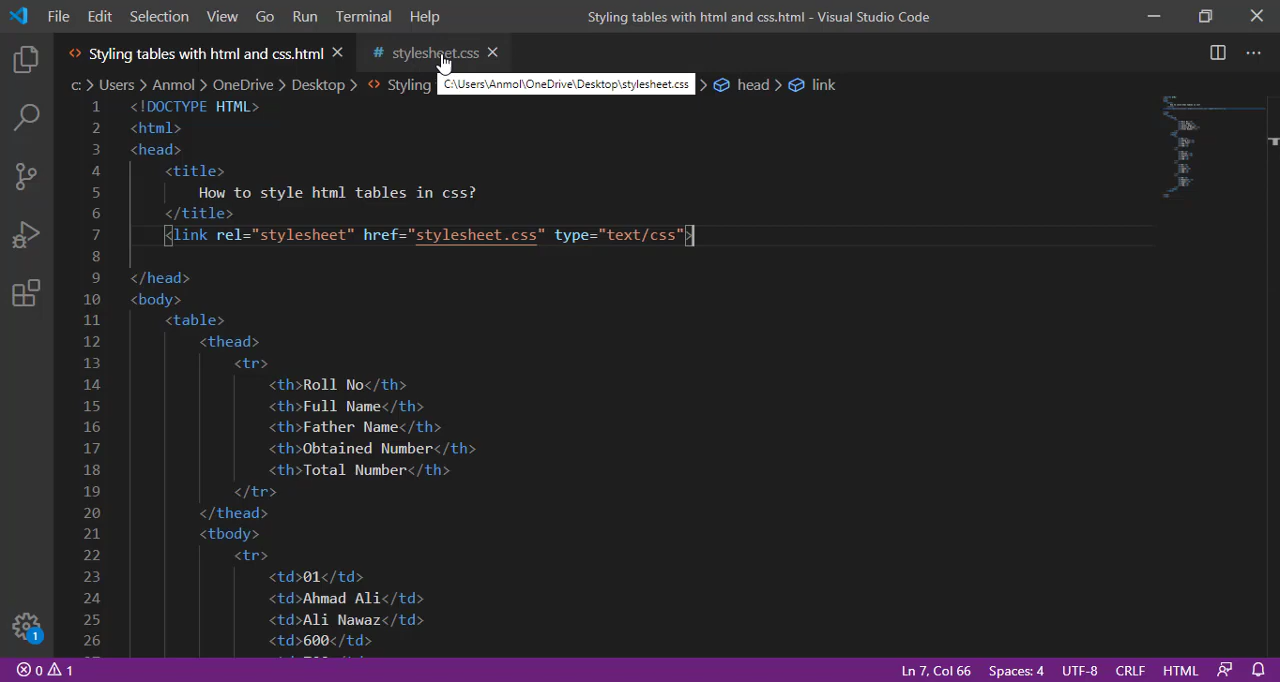 File Edit Selection View Go Run Terminal Help Styling tables with html and css.html - Visual Studio Code
Styling tables with html and css.html stylesheet.css
c: > Users > Anmol > OneDrive > Desktop > Styling C:\Users\Anmol\OneDrive\Desktop\stylesheet.css > head > link
1 <!DOCTYPE HTML>
2 <html>
3 <head>
4 <title>
5 How to style html tables in css?
6 </title>
7 <link rel="stylesheet" href="stylesheet.css" type="text/css">
8
9 </head>
10 <body>
11 <table>
12 <thead>
13 <tr>
14 <th>Roll No</th>
15 <th>Full Name</th>
16 <th>Father Name</th>
17 <th>Obtained Number</th>
18 <th>Total Number</th>
19 </tr>
20 </thead>
21 <tbody>
22 <tr>
23 <td>01</td>
24 <td>Ahmad Ali</td>
25 <td>Ali Nawaz</td>
26 <td>600</td>
1
0 1 Ln 7, Col 66 Spaces: 4 UTF-8 CRLF HTML